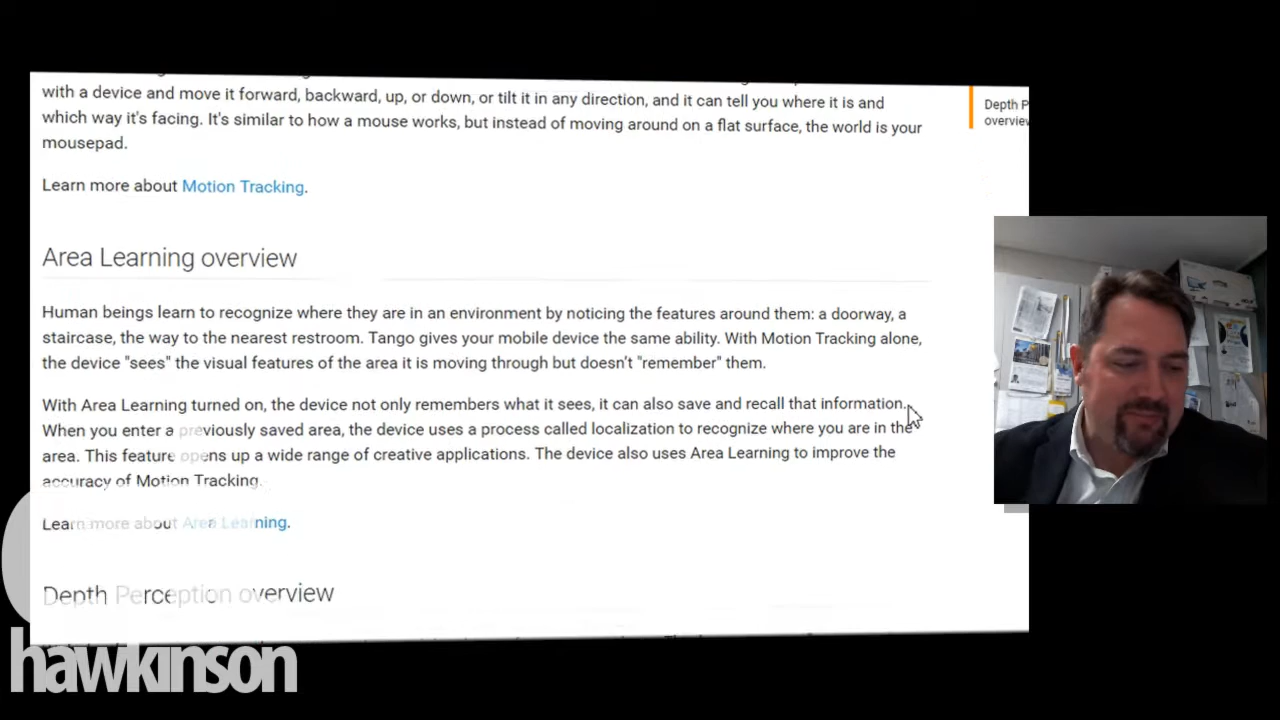 with a device and move it forward, backward, up, or down, or tilt it in any direction, and it can tell you where it is and
which way it's facing. It's similar to how a mouse works, but instead of moving around on a flat surface, the world is your
mousepad.
Learn more about Motion Tracking.
Area Learning overview
Human beings learn to recognize where they are in an environment by noticing the features around them: a doorway, a
staircase, the way to the nearest restroom. Tango gives your mobile device the same ability. With Motion Tracking alone,
the device "sees" the visual features of the area it is moving through but doesn't "remember" them.
With Area Learning turned on, the device not only remembers what it sees, it can also save and recall that information.
When you enter a previously saved area, the device uses a process called localization to recognize where you are in the
area. This feature opens up a wide range of creative applications. The device also uses Area Learning to improve the
accuracy of Motion Tracking.
Learn more about Area Learning.
Depth Perception overview
Depth P
overview
hawkinson